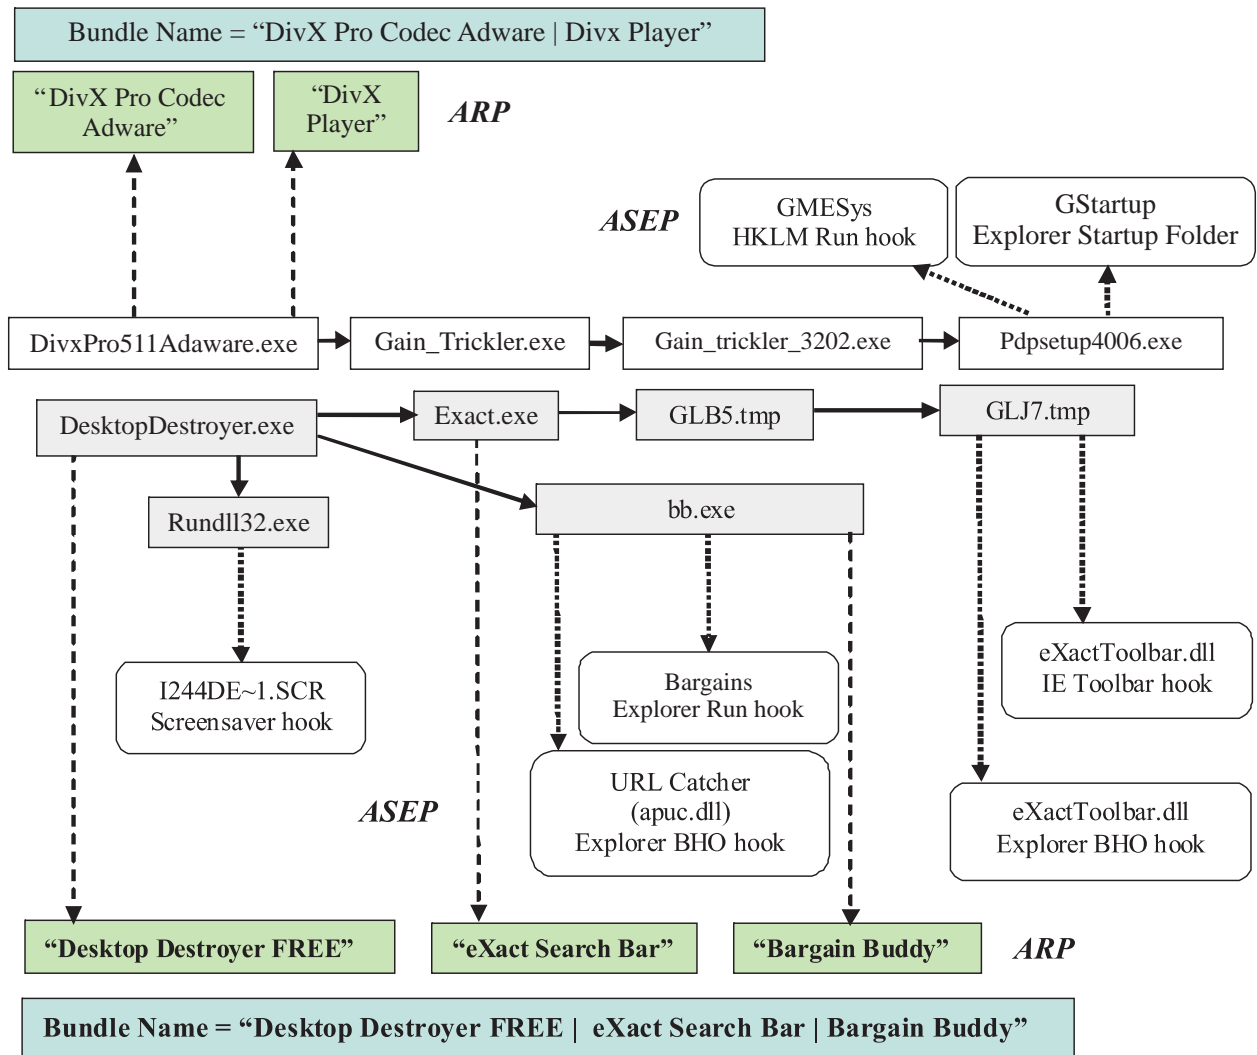 Bundle Name = “DivX Pro Codec Adware | Divx Player”
“DivX Pro Codec
Adware”
“DivX
Player”
ARP
ASEP
GMESys
HKLM Run hook
GStartup
Explorer Startup Folder
DivxPro511Adaware.exe
Gain_Trickler.exe
Gain_trickler_3202.exe
Pdpsetup4006.exe
DesktopDestroyer.exe
Exact.exe
GLB5.tmp
GLJ7.tmp
Rundll32.exe
bb.exe
I244DE~1.SCR
Screensaver hook
Bargains
Explorer Run hook
eXactToolbar.dll
IE Toolbar hook
ASEP
URL Catcher
(apuc.dll)
Explorer BHO hook
eXactToolbar.dll
Explorer BHO hook
“Desktop Destroyer FREE”
“eXact Search Bar”
“Bargain Buddy”
ARP
Bundle Name = “Desktop Destroyer FREE | eXact Search Bar | Bargain Buddy”